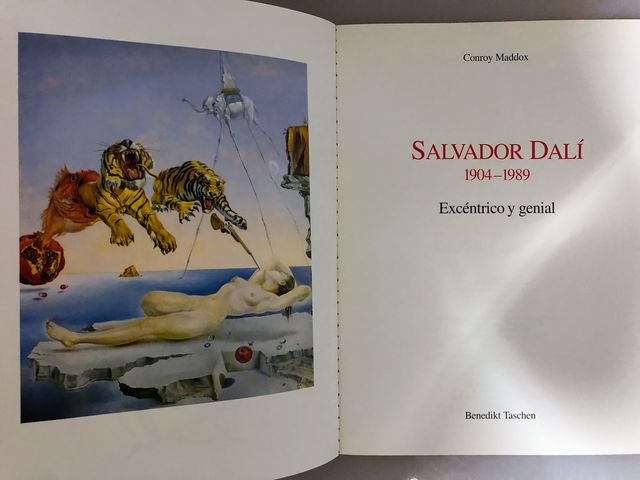 Conroy Maddox
SALVADOR DALÍ
1904–1989
Excéntrico y genial
Benedikt Taschen